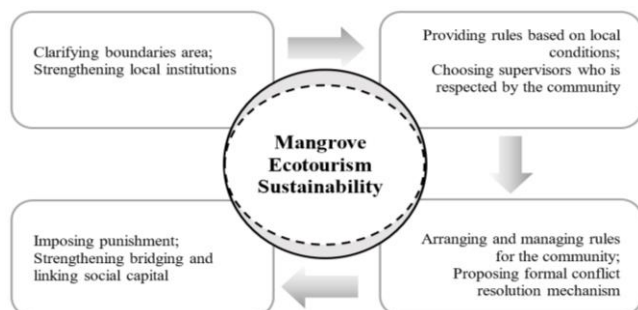 Clarifying boundaries area;
Strengthening local institutions
Providing rules based on local
conditions;
Choosing supervisors who is
respected by the community
Mangrove
Ecotourism
Sustainability
Imposing punishment;
Strengthening bridging and
linking social capital
Arranging and managing rules
for the community;
Proposing formal conflict
resolution mechanism